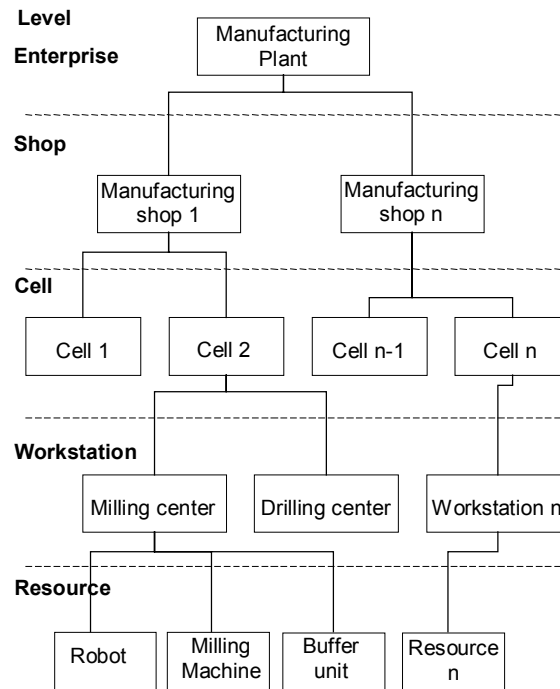 Level
Enterprise
Manufacturing
Plant
Shop
Manufacturing
shop 1
Manufacturing
shop n
Cell
Cell 1
Cell 2
Cell n-1
Cell n
Workstation
Milling center
Drilling center
Workstation n
Resource
Robot
Milling
Machine
Buffer
unit
Resource
n